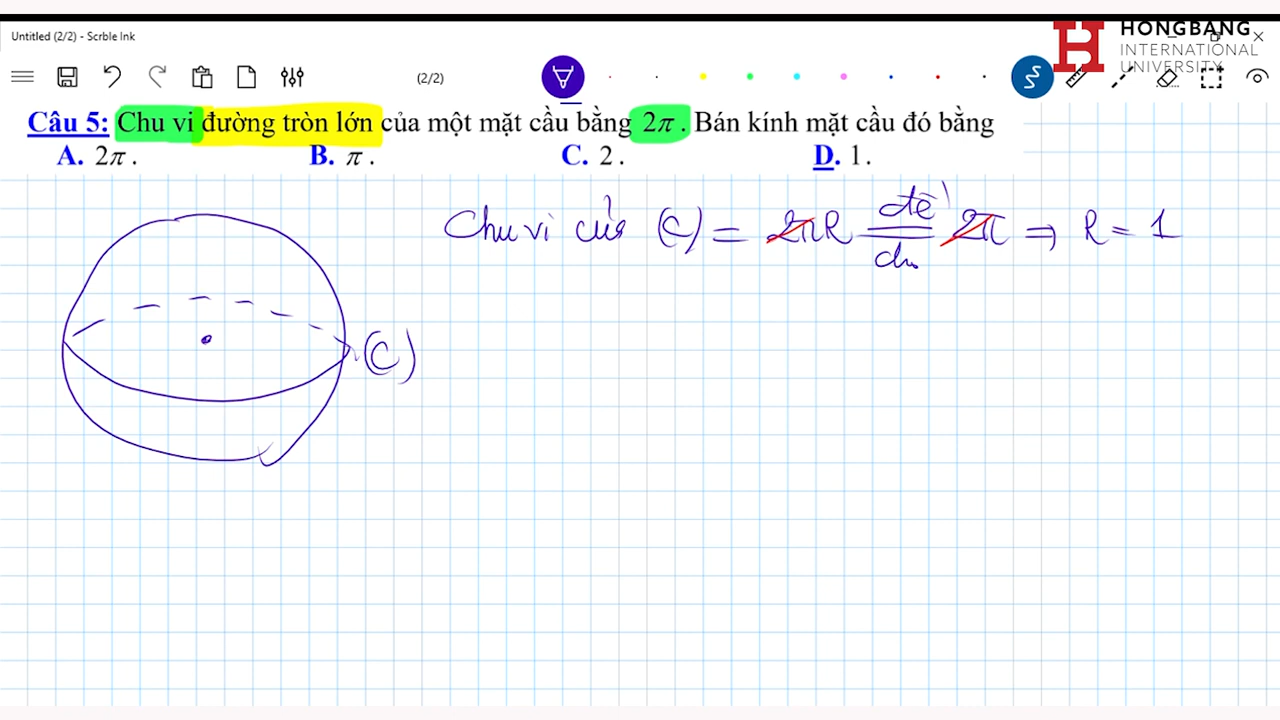 HONGBANG
Untitled (2/2) - Scrble Ink
INTERNATIONAL
UNIVERSITY
(2/2)
Câu 5: Chu vi đường tròn lớn của một mặt cầu bằng 2π. Bán kính mặt cầu đó bằng
A. 2π. B. π. C. 2. D. 1.
đề
Chu vi của (C) = 2πR = 2π ⇒ R = 1
cho
(C)